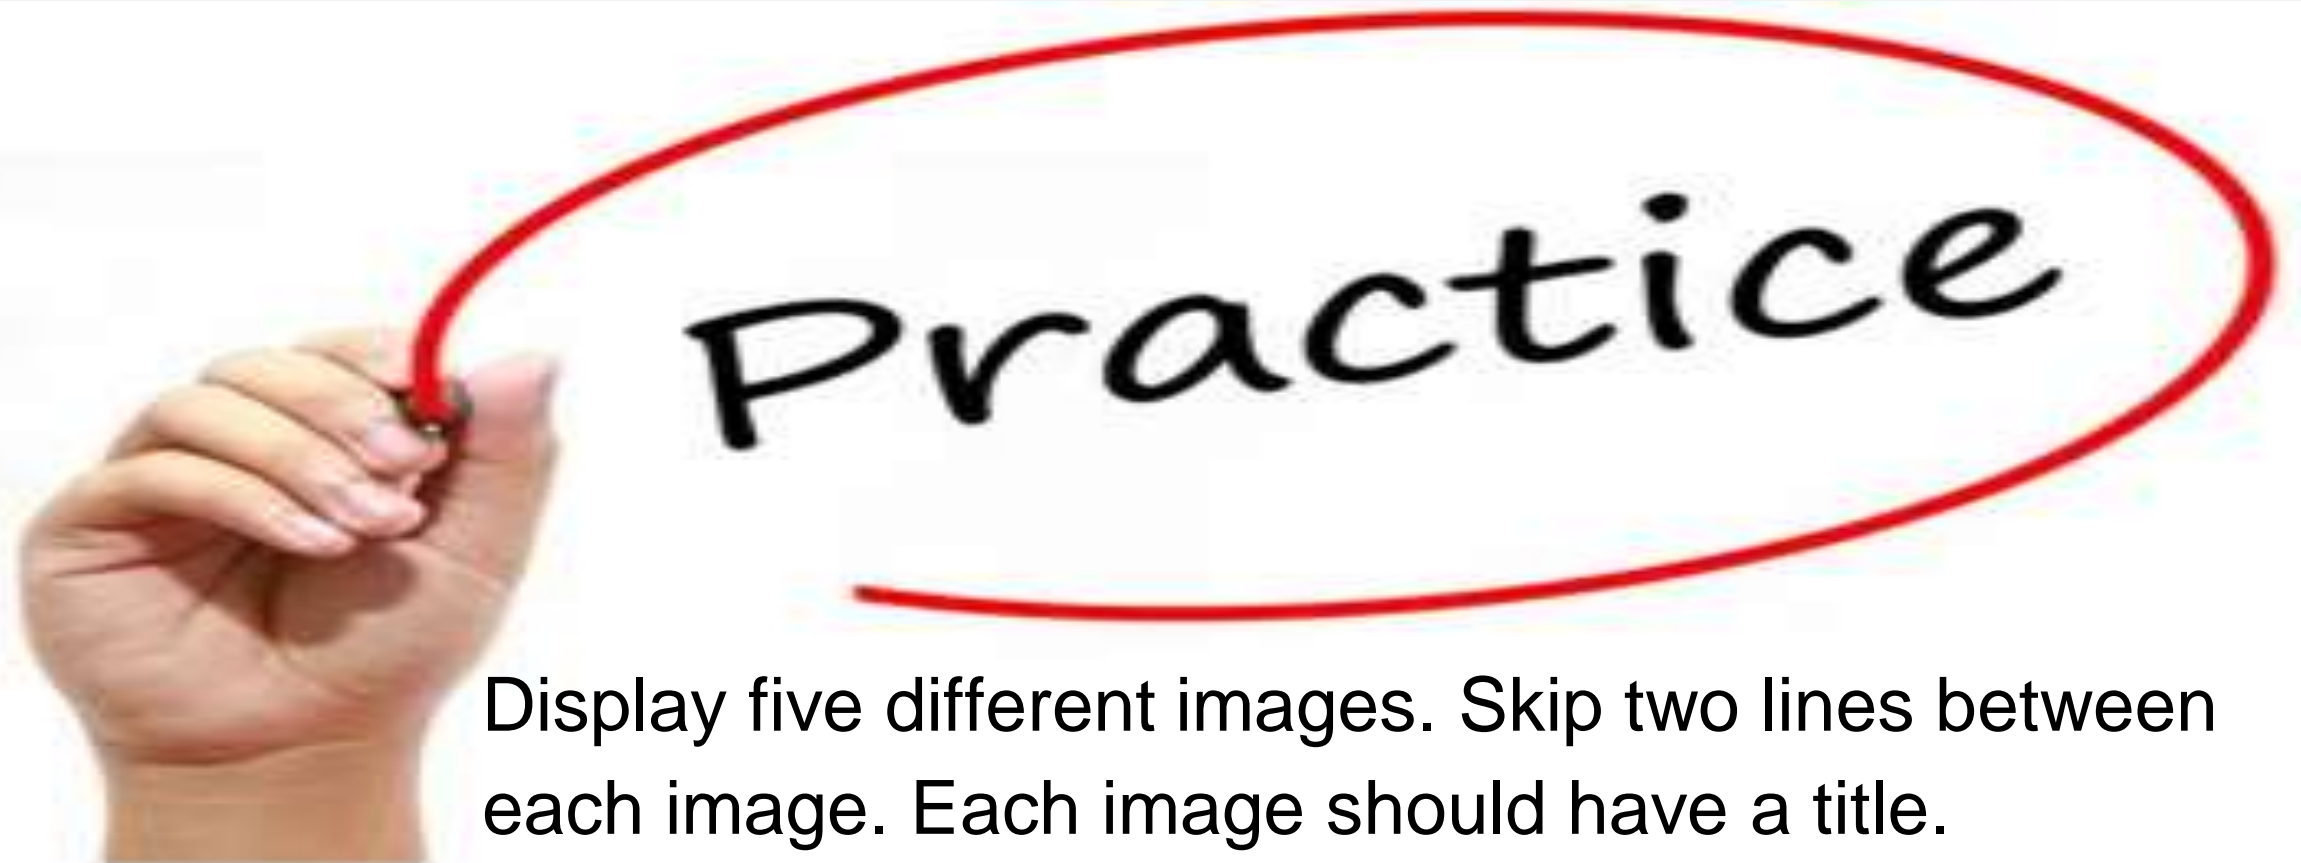 Practice
Display five different images. Skip two lines between
each image. Each image should have a title.